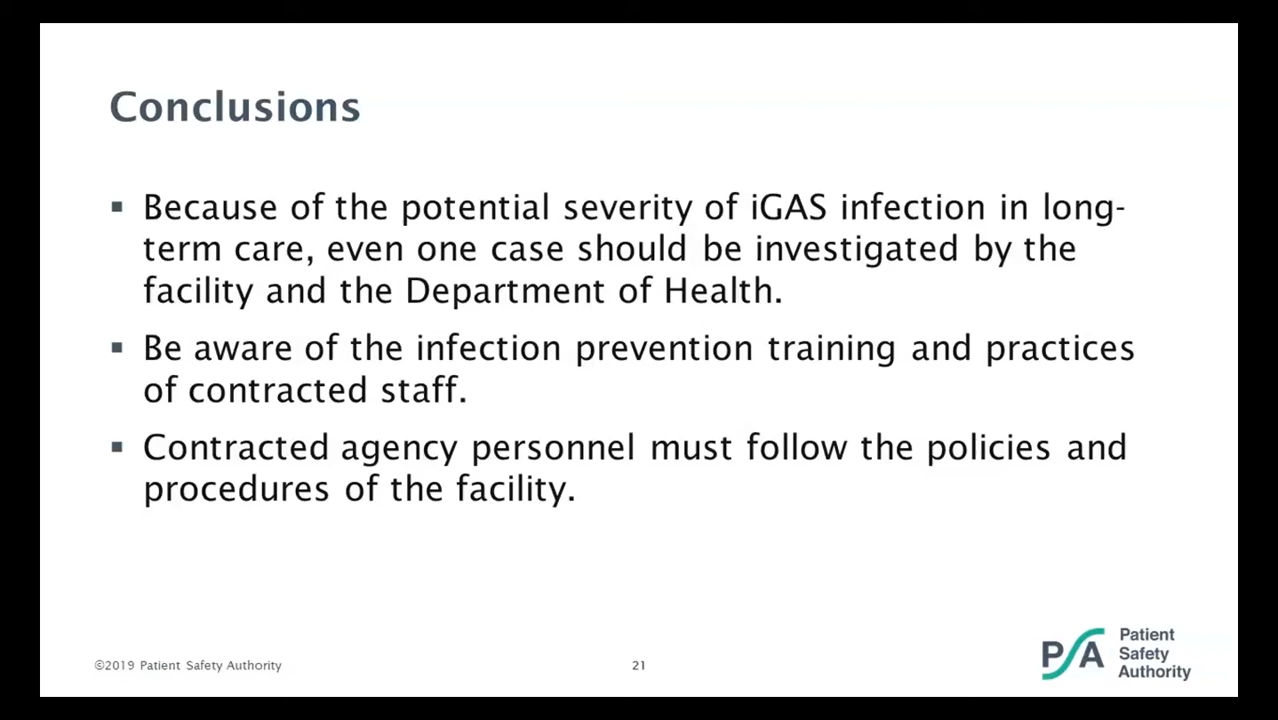 Conclusions
▪ Because of the potential severity of iGAS infection in long-
term care, even one case should be investigated by the
facility and the Department of Health.
▪ Be aware of the infection prevention training and practices
of contracted staff.
▪ Contracted agency personnel must follow the policies and
procedures of the facility.
©2019 Patient Safety Authority
21
PSA
Patient
Safety
Authority